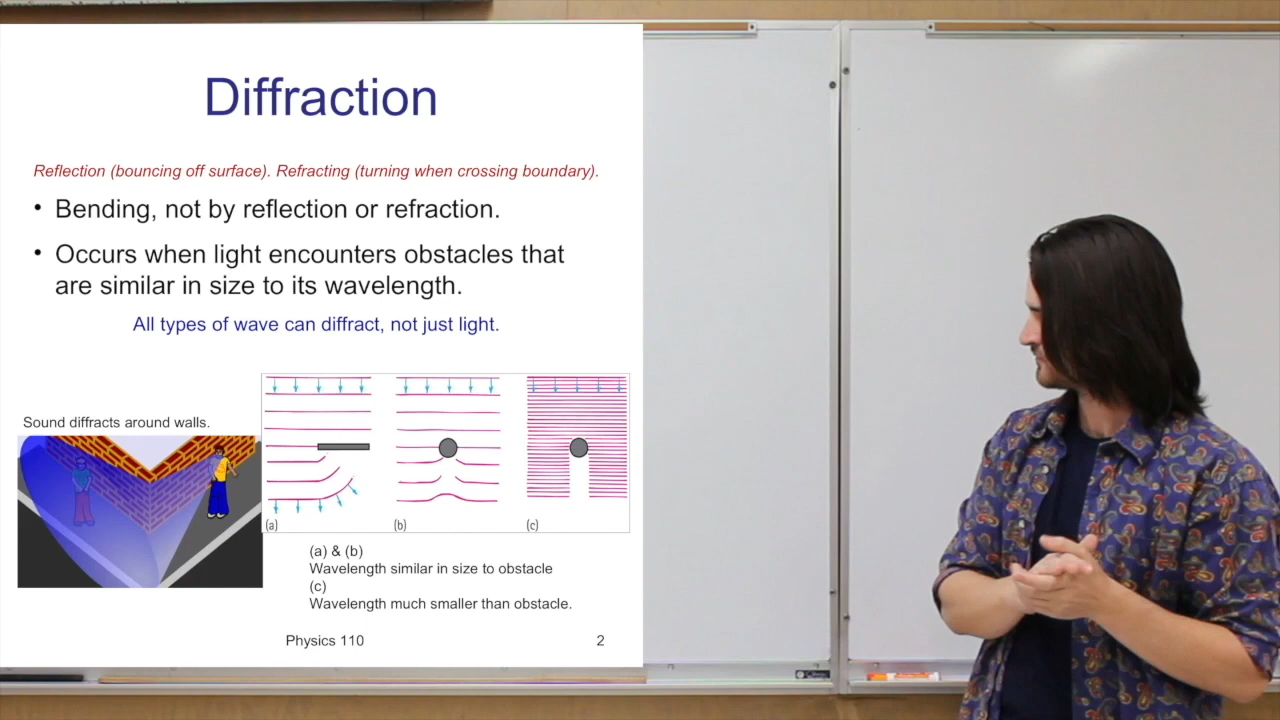 Diffraction
Reflection (bouncing off surface). Refracting (turning when crossing boundary).
• Bending, not by reflection or refraction.
• Occurs when light encounters obstacles that
are similar in size to its wavelength.
All types of wave can diffract, not just light.
Sound diffracts around walls.
(a)
(b)
(c)
(a) & (b)
Wavelength similar in size to obstacle
(c)
Wavelength much smaller than obstacle.
Physics 110
2